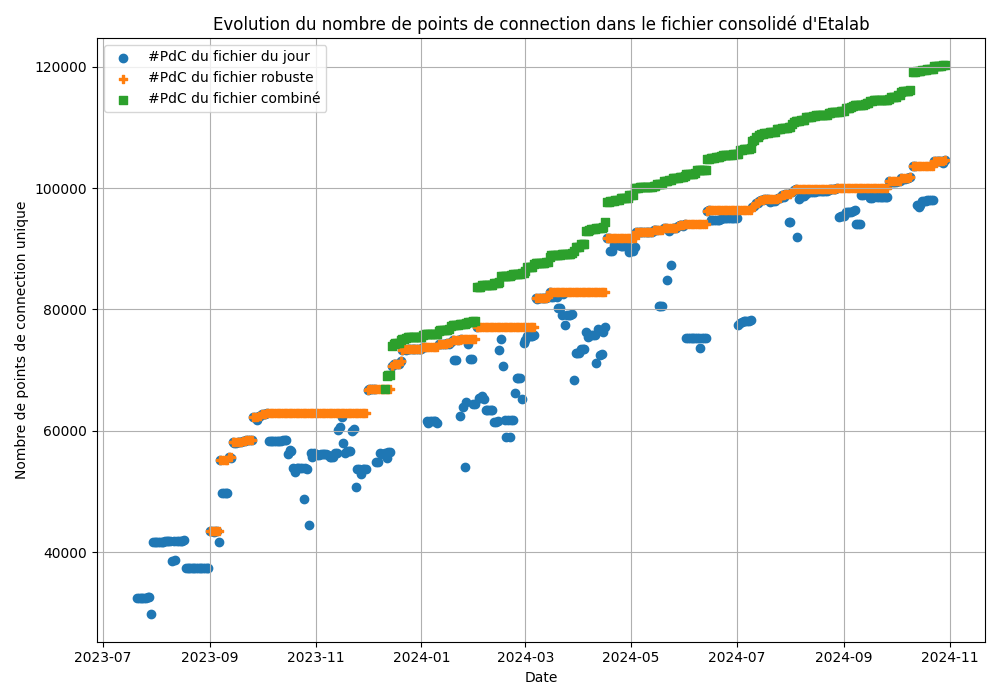 Evolution du nombre de points de connection dans le fichier consolidé d'Etalab
#PdC du fichier du jour
#PdC du fichier robuste
#PdC du fichier combiné
Nombre de points de connection unique
120000
100000
80000
60000
40000
2023-07
2023-09
2023-11
2024-01
2024-03
2024-05
2024-07
2024-09
2024-11
Date